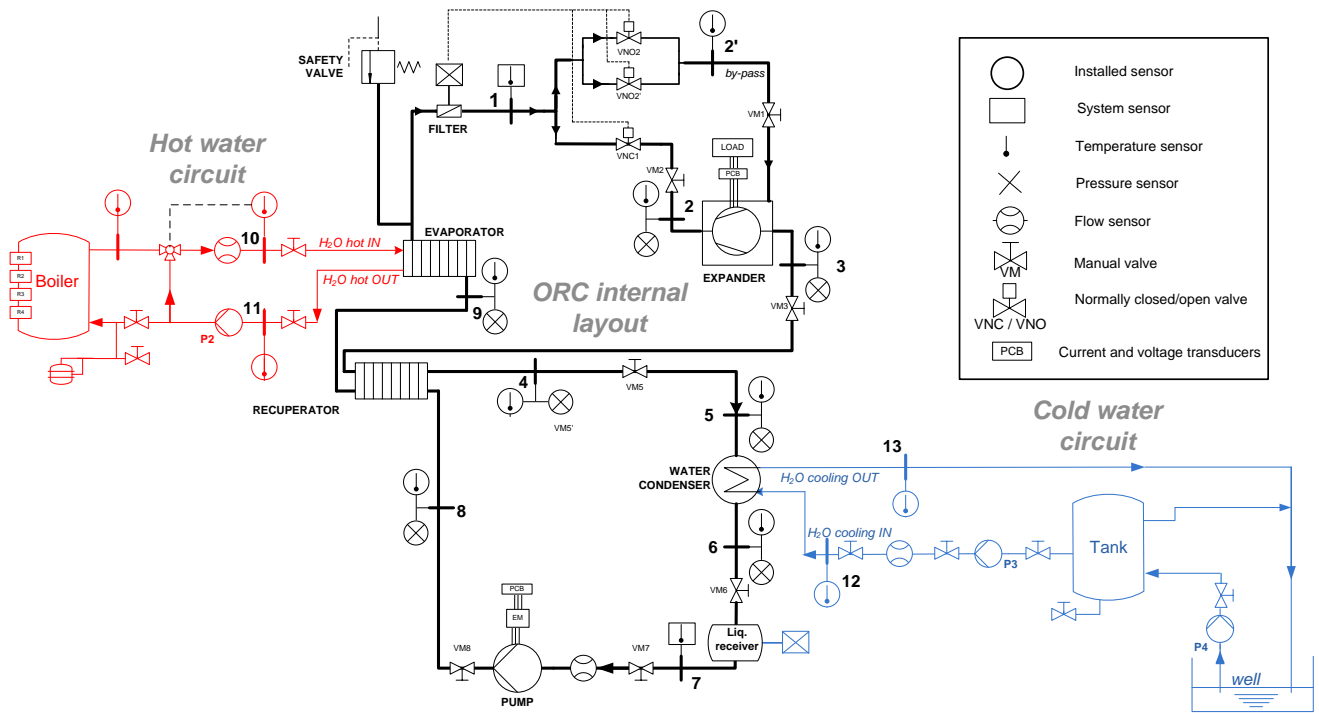 SAFETY
VALVE
FILTER
1
VNO2
VNO2'
2'
by-pass
VM1
VNC1
VM2
LOAD
PCB
2
EXPANDER
3
VM3
Hot water
circuit
10
H₂O hot IN
EVAPORATOR
H₂O hot OUT
Boiler
R1
R2
R3
R4
11
P2
9
ORC internal
layout
RECUPERATOR
4
VM5
VM5'
5
WATER
CONDENSER
6
VM6
Liq.
receiver
7
VM7
PCB
EM
PUMP
VM8
8
Cold water
circuit
13
H₂O cooling OUT
H₂O cooling IN
12
P3
Tank
P4
well
Installed sensor
System sensor
Temperature sensor
Pressure sensor
Flow sensor
VM
Manual valve
VNC / VNO
Normally closed/open valve
PCB
Current and voltage transducers